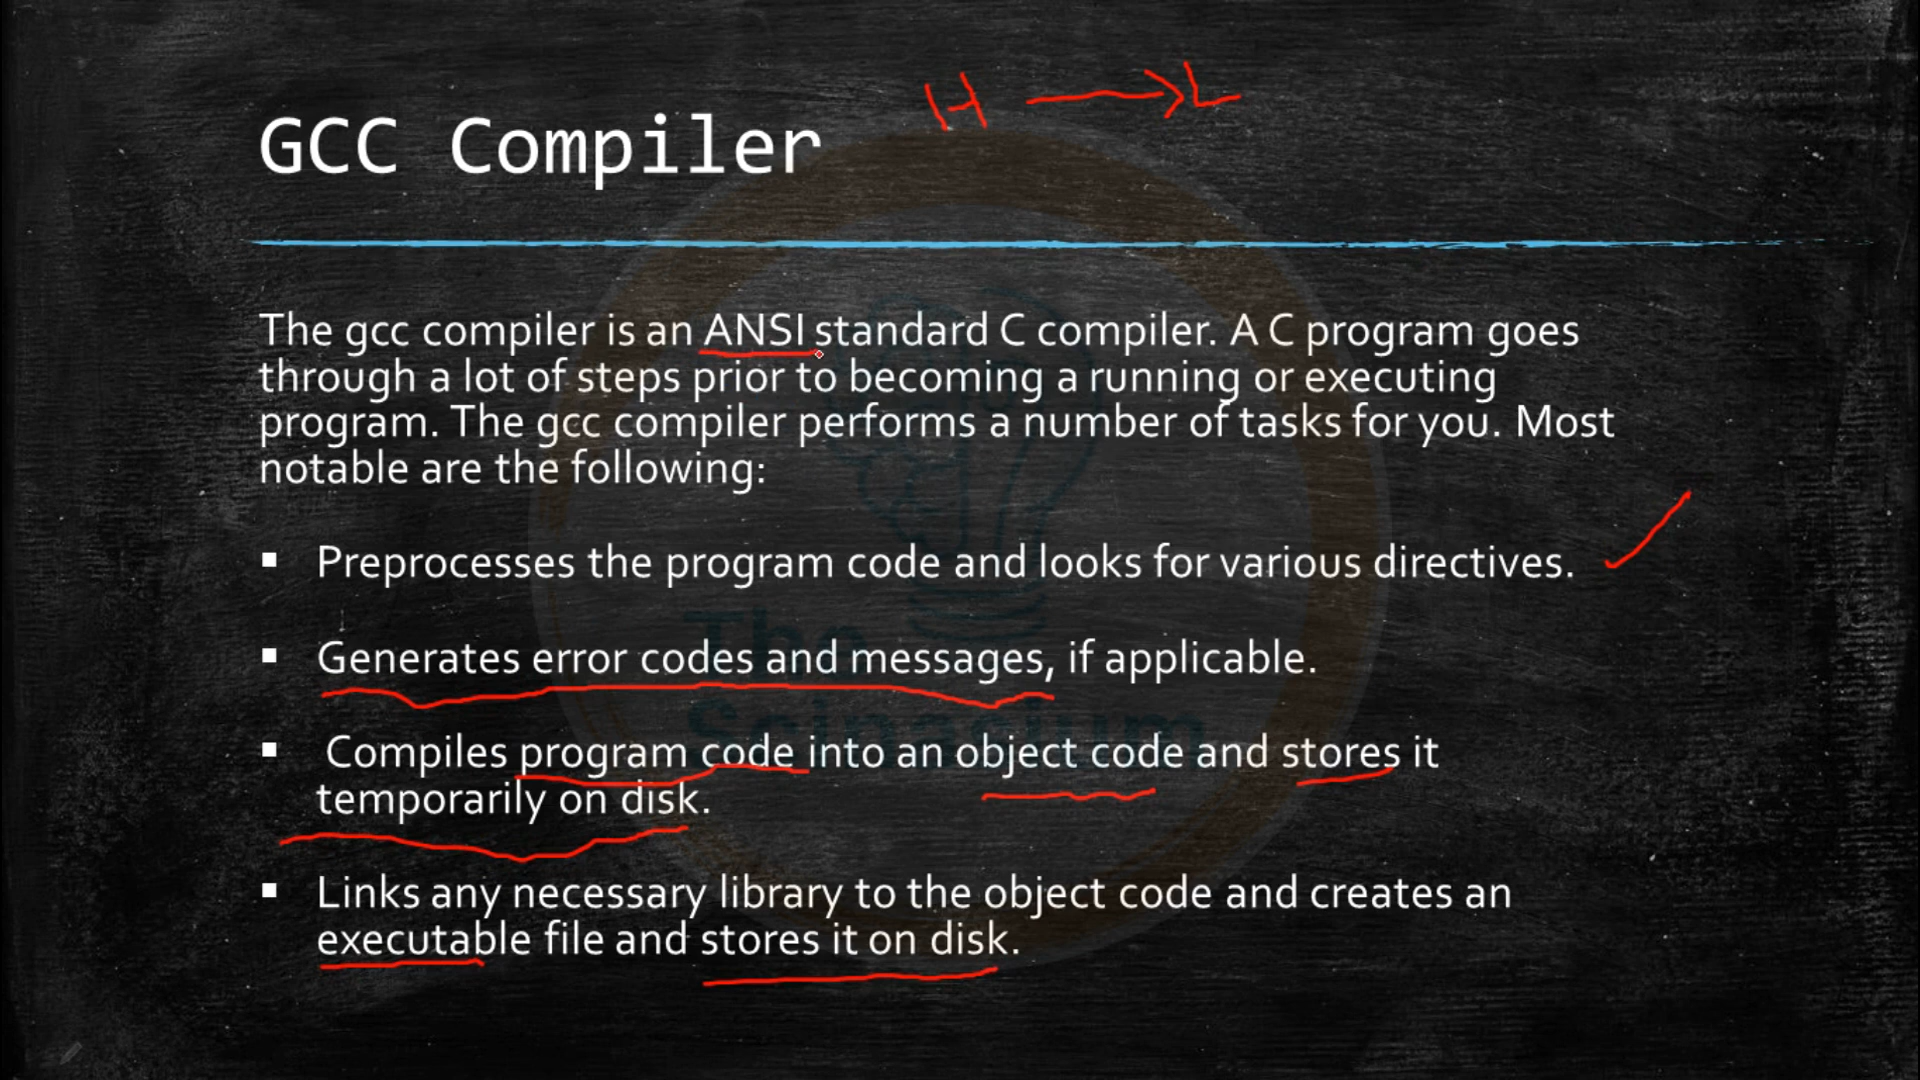 H → L
GCC Compiler
The gcc compiler is an ANSI standard C compiler. A C program goes
through a lot of steps prior to becoming a running or executing
program. The gcc compiler performs a number of tasks for you. Most
notable are the following:
▪ Preprocesses the program code and looks for various directives.
▪ Generates error codes and messages, if applicable.
▪ Compiles program code into an object code and stores it
temporarily on disk.
▪ Links any necessary library to the object code and creates an
executable file and stores it on disk.
The